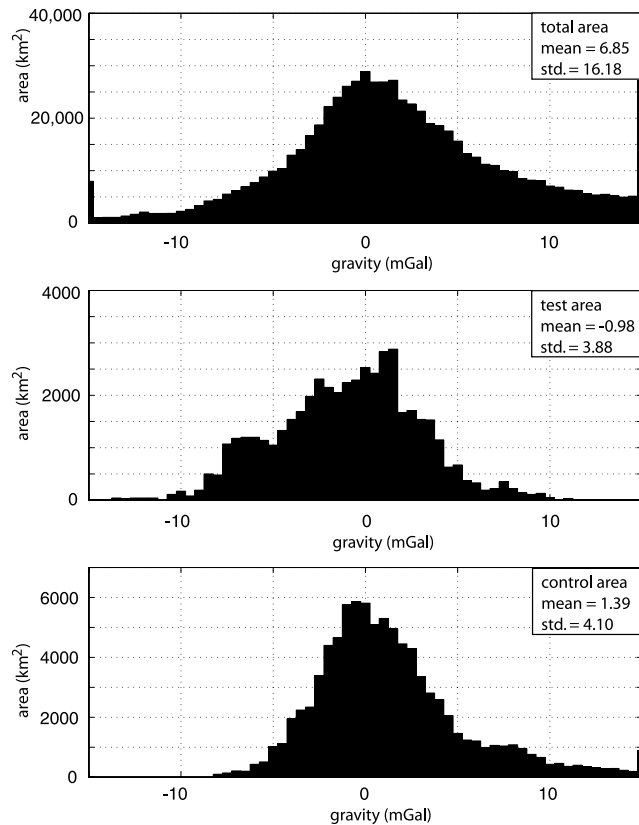 40,000
20,000
0
area (km²)
total area
mean = 6.85
std. = 16.18
-10
0
10
gravity (mGal)
4000
2000
0
area (km²)
test area
mean = -0.98
std. = 3.88
-10
0
10
gravity (mGal)
6000
4000
2000
0
area (km²)
control area
mean = 1.39
std. = 4.10
-10
0
10
gravity (mGal)